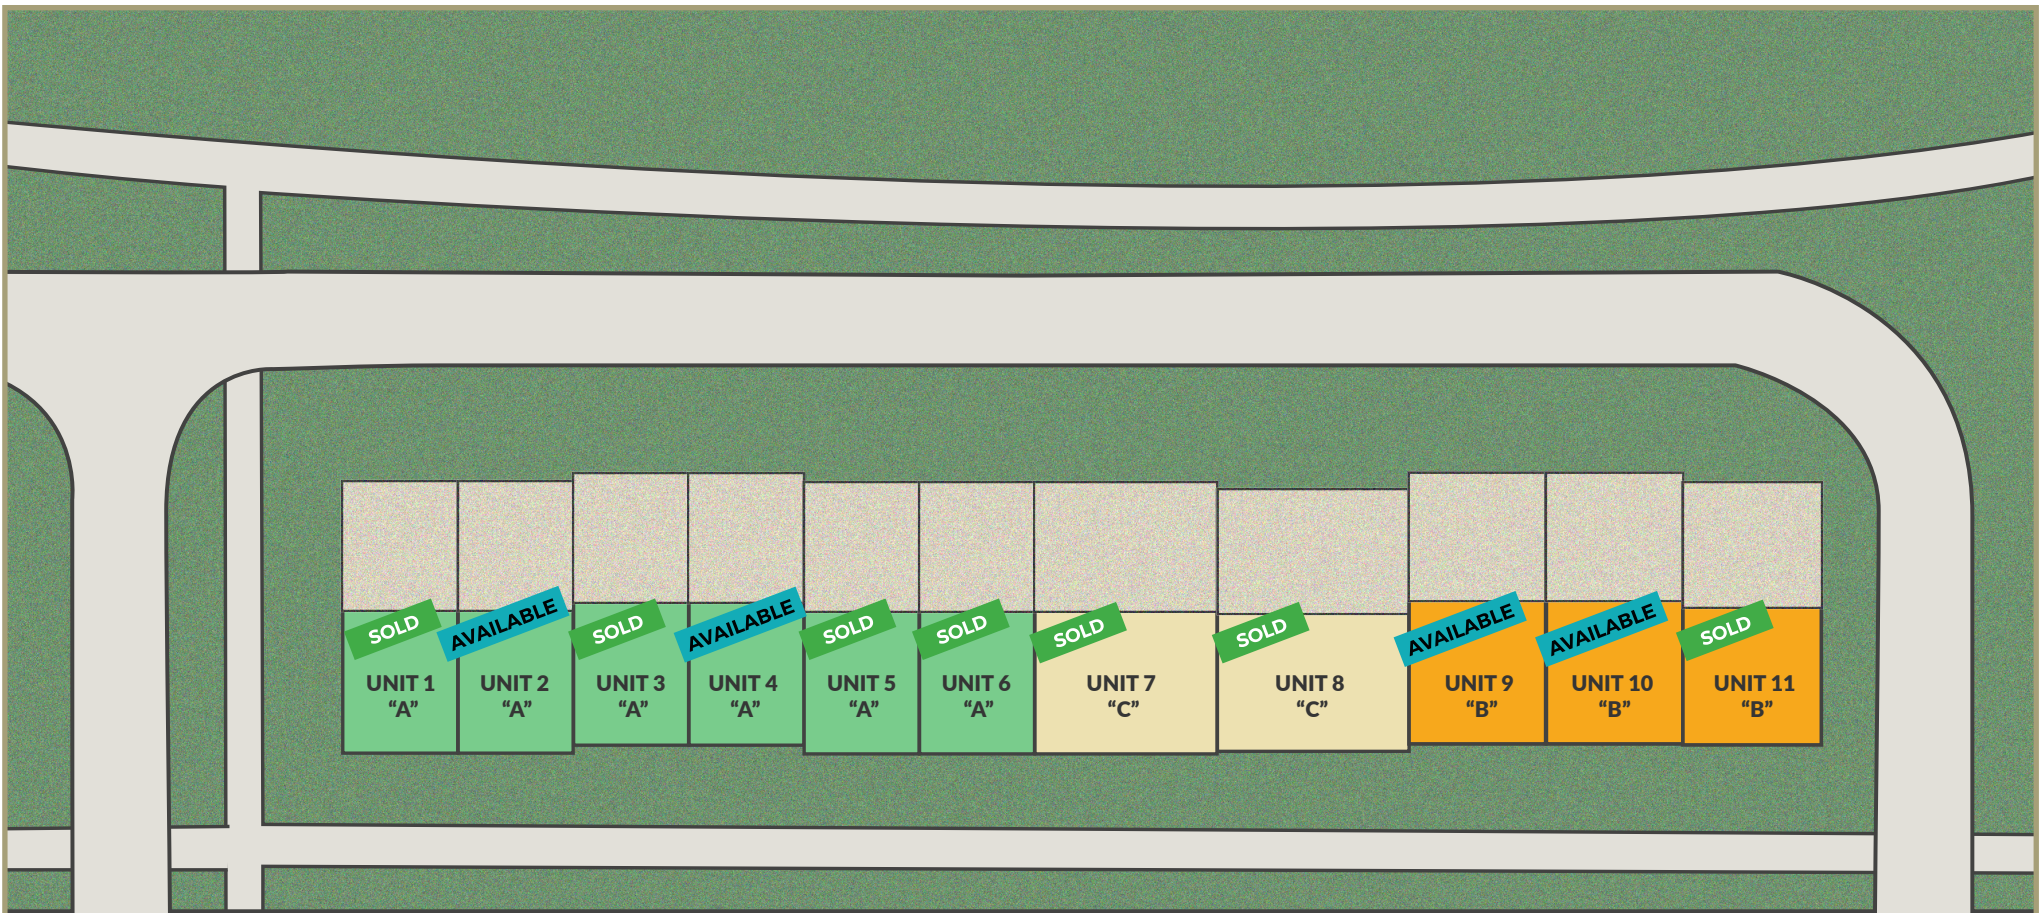 SOLD
AVAILABLE
SOLD
AVAILABLE
SOLD
SOLD
SOLD
SOLD
AVAILABLE
AVAILABLE
SOLD
UNIT 1
“A”
UNIT 2
“A”
UNIT 3
“A”
UNIT 4
“A”
UNIT 5
“A”
UNIT 6
“A”
UNIT 7
“C”
UNIT 8
“C”
UNIT 9
“B”
UNIT 10
“B”
UNIT 11
“B”